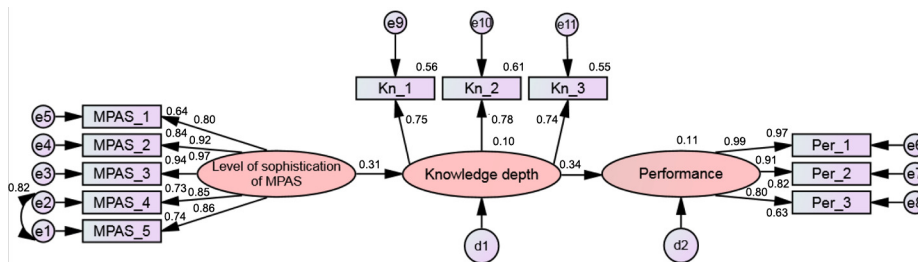 e9
e10
e11
0.56
0.61
0.55
Kn_1
Kn_2
Kn_3
0.75
0.78
0.74
e5
MPAS_1
0.64
0.80
e4
MPAS_2
0.84
0.92
e3
MPAS_3
0.94
0.97
e2
MPAS_4
0.73
0.85
e1
MPAS_5
0.74
0.86
0.82
Level of sophistication
of MPAS
0.31
0.10
Knowledge depth
0.34
0.11
Performance
0.99
0.97
Per_1
e6
0.91
0.82
Per_2
e7
0.80
0.63
Per_3
e8
d1
d2